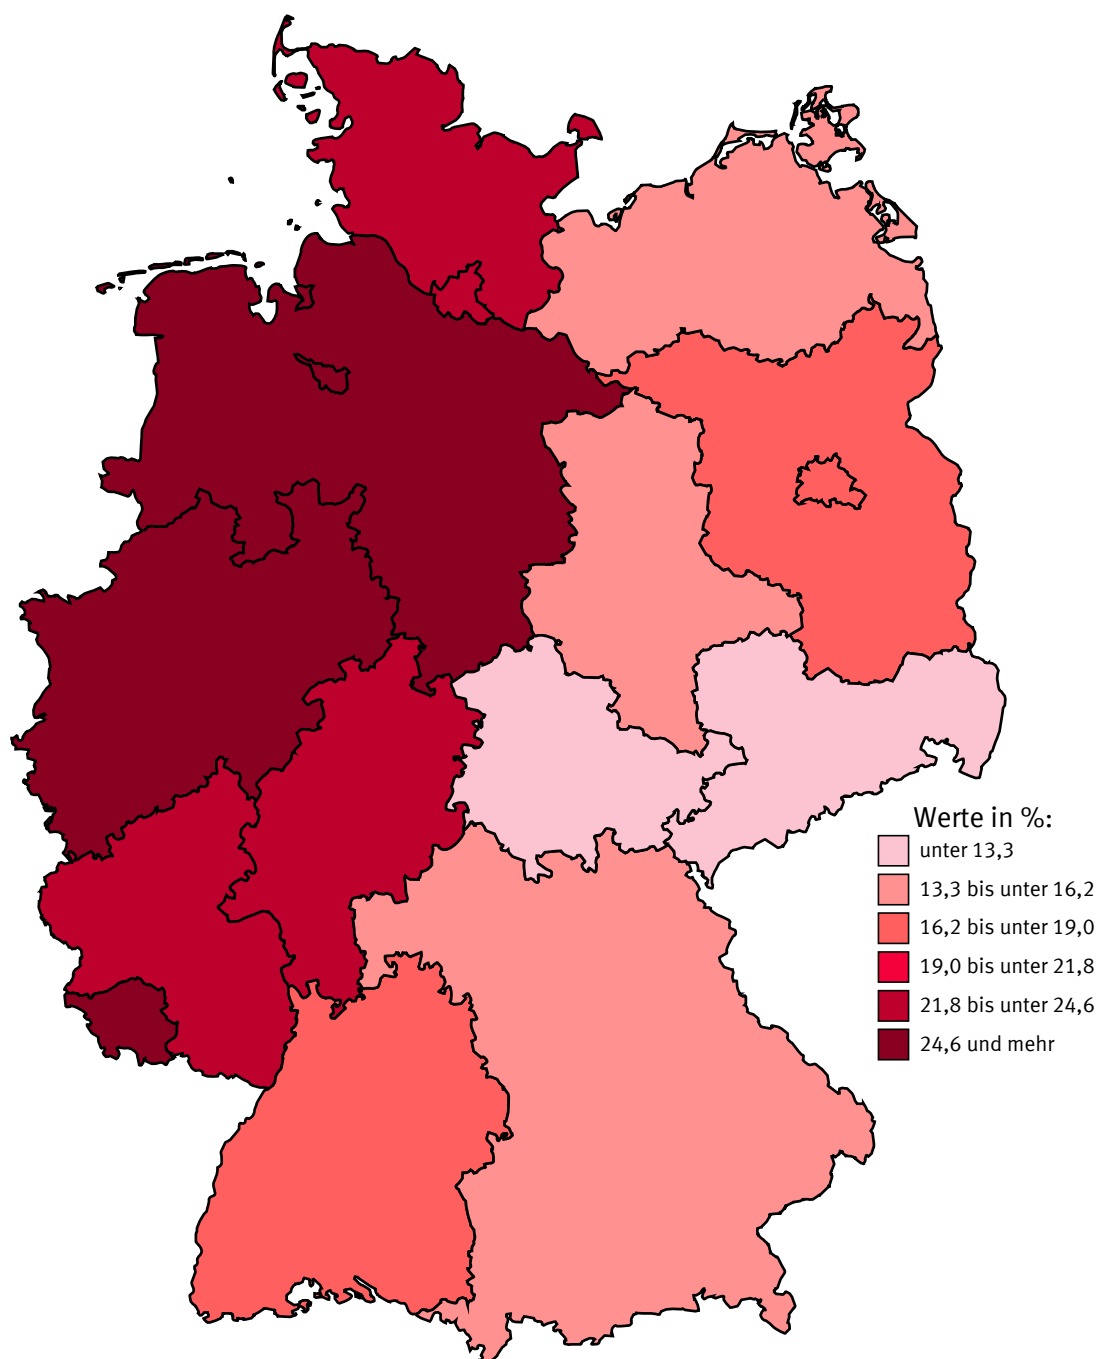 Werte in %:
unter 13,3
13,3 bis unter 16,2
16,2 bis unter 19,0
19,0 bis unter 21,8
21,8 bis unter 24,6
24,6 und mehr